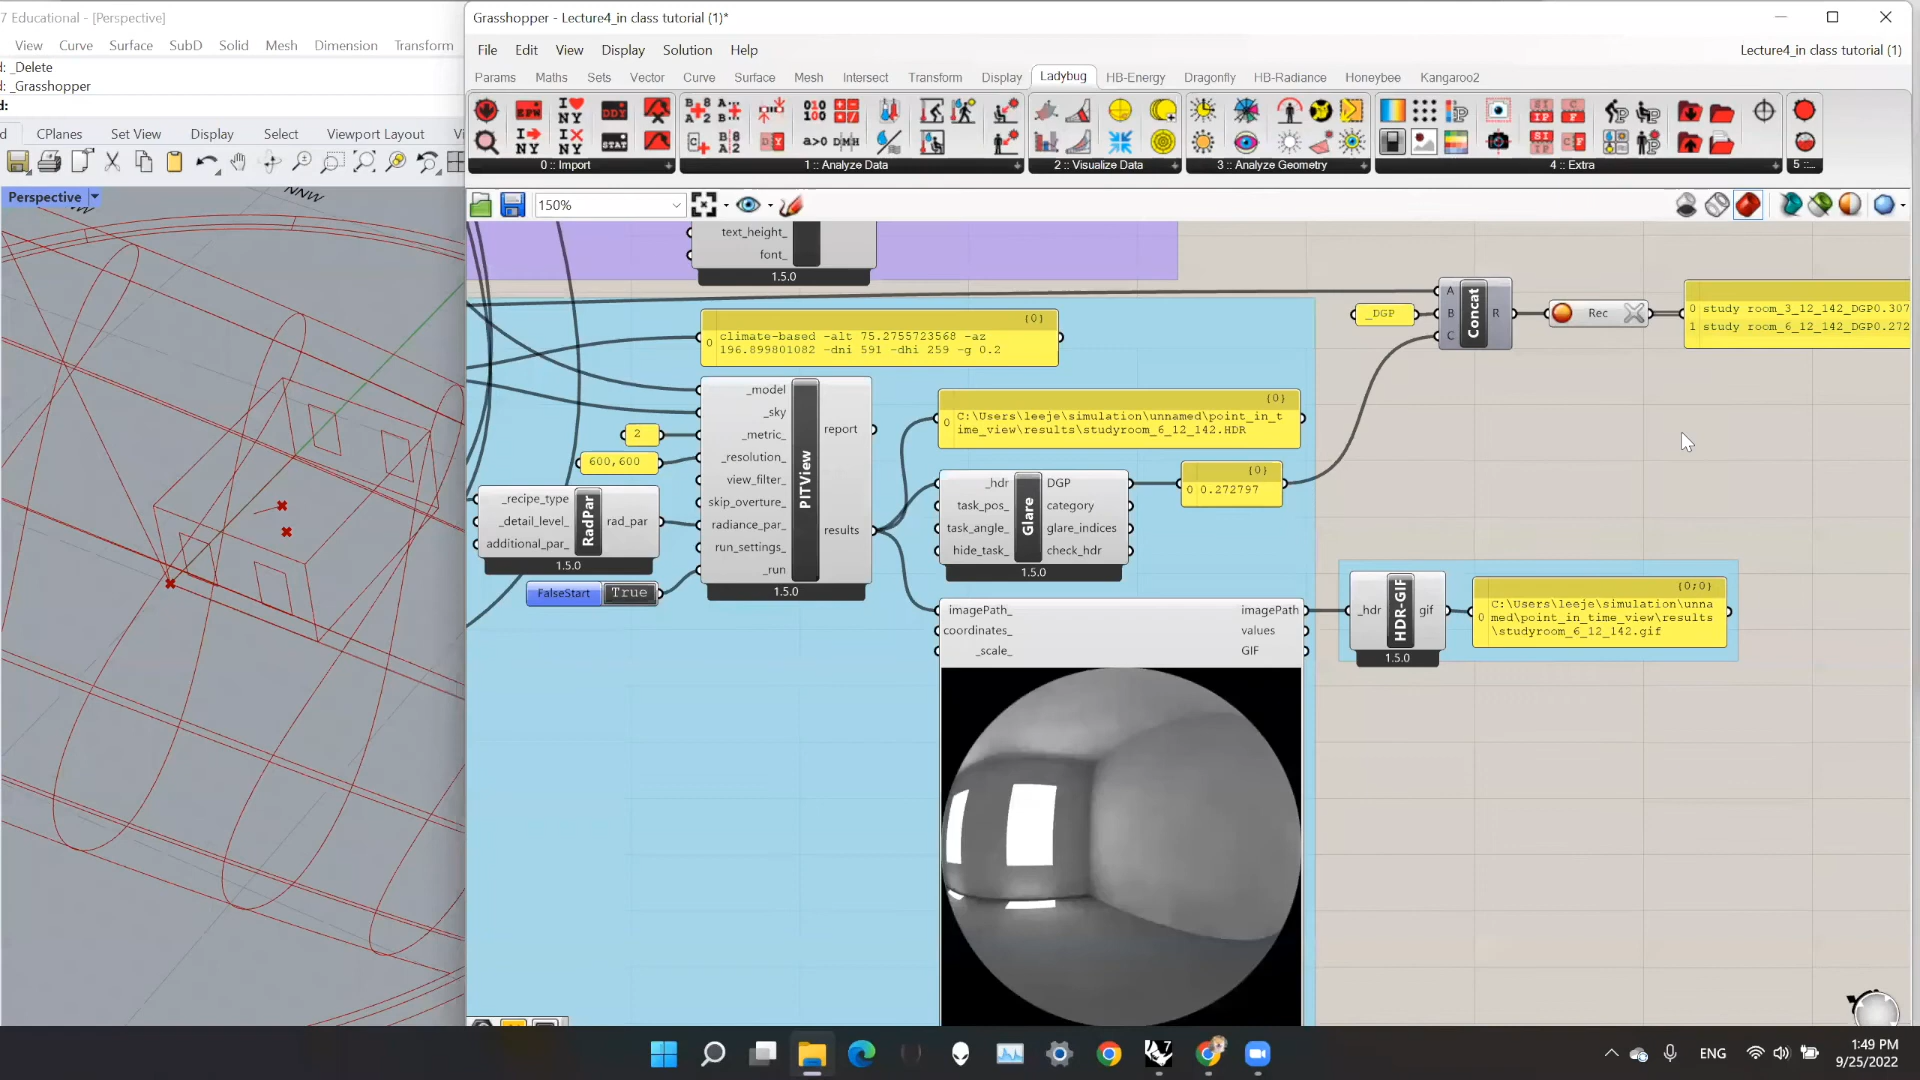 7 Educational - [Perspective]
View Curve Surface SubD Solid Mesh Dimension Transform
d: _Delete
d: _Grasshopper
d:
d CPlanes Set View Display Select Viewport Layout Vi
Perspective
NNW
Grasshopper - Lecture4_in class tutorial (1)*
File Edit View Display Solution Help
Lecture4_in class tutorial (1)
Params Maths Sets Vector Curve Surface Mesh Intersect Transform Display Ladybug HB-Energy Dragonfly HB-Radiance Honeybee Kangaroo2
0 :: Import
1 :: Analyze Data
2 :: Visualize Data
3 :: Analyze Geometry
4 :: Extra
5 ::..
150%
text_height_
font_
1.5.0
{0}
0 climate-based -alt 75.2755723568 -az
196.899801082 -dni 591 -dhi 259 -g 0.2
_DGP
A
B
C
Concat
R
Rec
0 study room_3_12_142_DGP0.307
1 study room_6_12_142_DGP0.272
_model
_sky
_metric_
_resolution_
view_filter_
skip_overture_
radiance_par_
run_settings_
_run
PITView
report
results
1.5.0
2
600,600
_recipe_type
_detail_level_
additional_par_
RadPar
rad_par
1.5.0
FalseStart True
{0}
0 C:\Users\leeje\simulation\unnamed\point_in_t
ime_view\results\studyroom_6_12_142.HDR
_hdr
task_pos_
task_angle_
hide_task_
Glare
DGP
category
glare_indices
check_hdr
1.5.0
{0}
0 0.272797
imagePath_
coordinates_
_scale_
imagePath
values
GIF
_hdr
HDR-GIF
gif
1.5.0
{0;0}
0 C:\Users\leeje\simulation\unna
med\point_in_time_view\results
\studyroom_6_12_142.gif
ENG
1:49 PM
9/25/2022